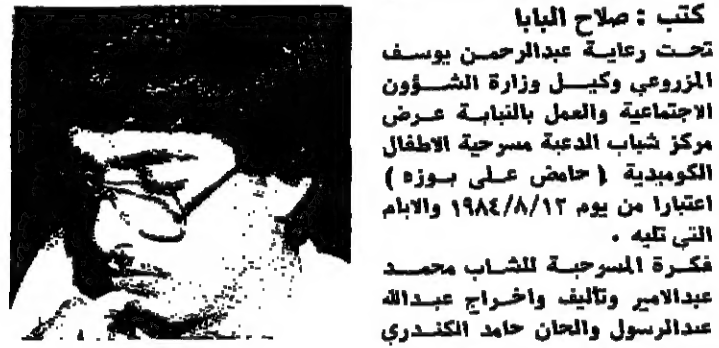 كتب : صلاح البابا
تحت رعاية عبدالرحمن يوسف
المزروعي وكيل وزارة الشؤون
الاجتماعية والعمل بالنيابة عرض
مركز شباب الدعية مسرحية الاطفال
الكوميدية ( حامض على بوزه )
اعتبارا من يوم ١٩٨٤/٨/١٢ والايام
التي تليه .
فكرة المسرحية للشاب محمد
عبدالامير وتأليف واخراج عبدالله
عبدالرسول والحان حامد الكندري